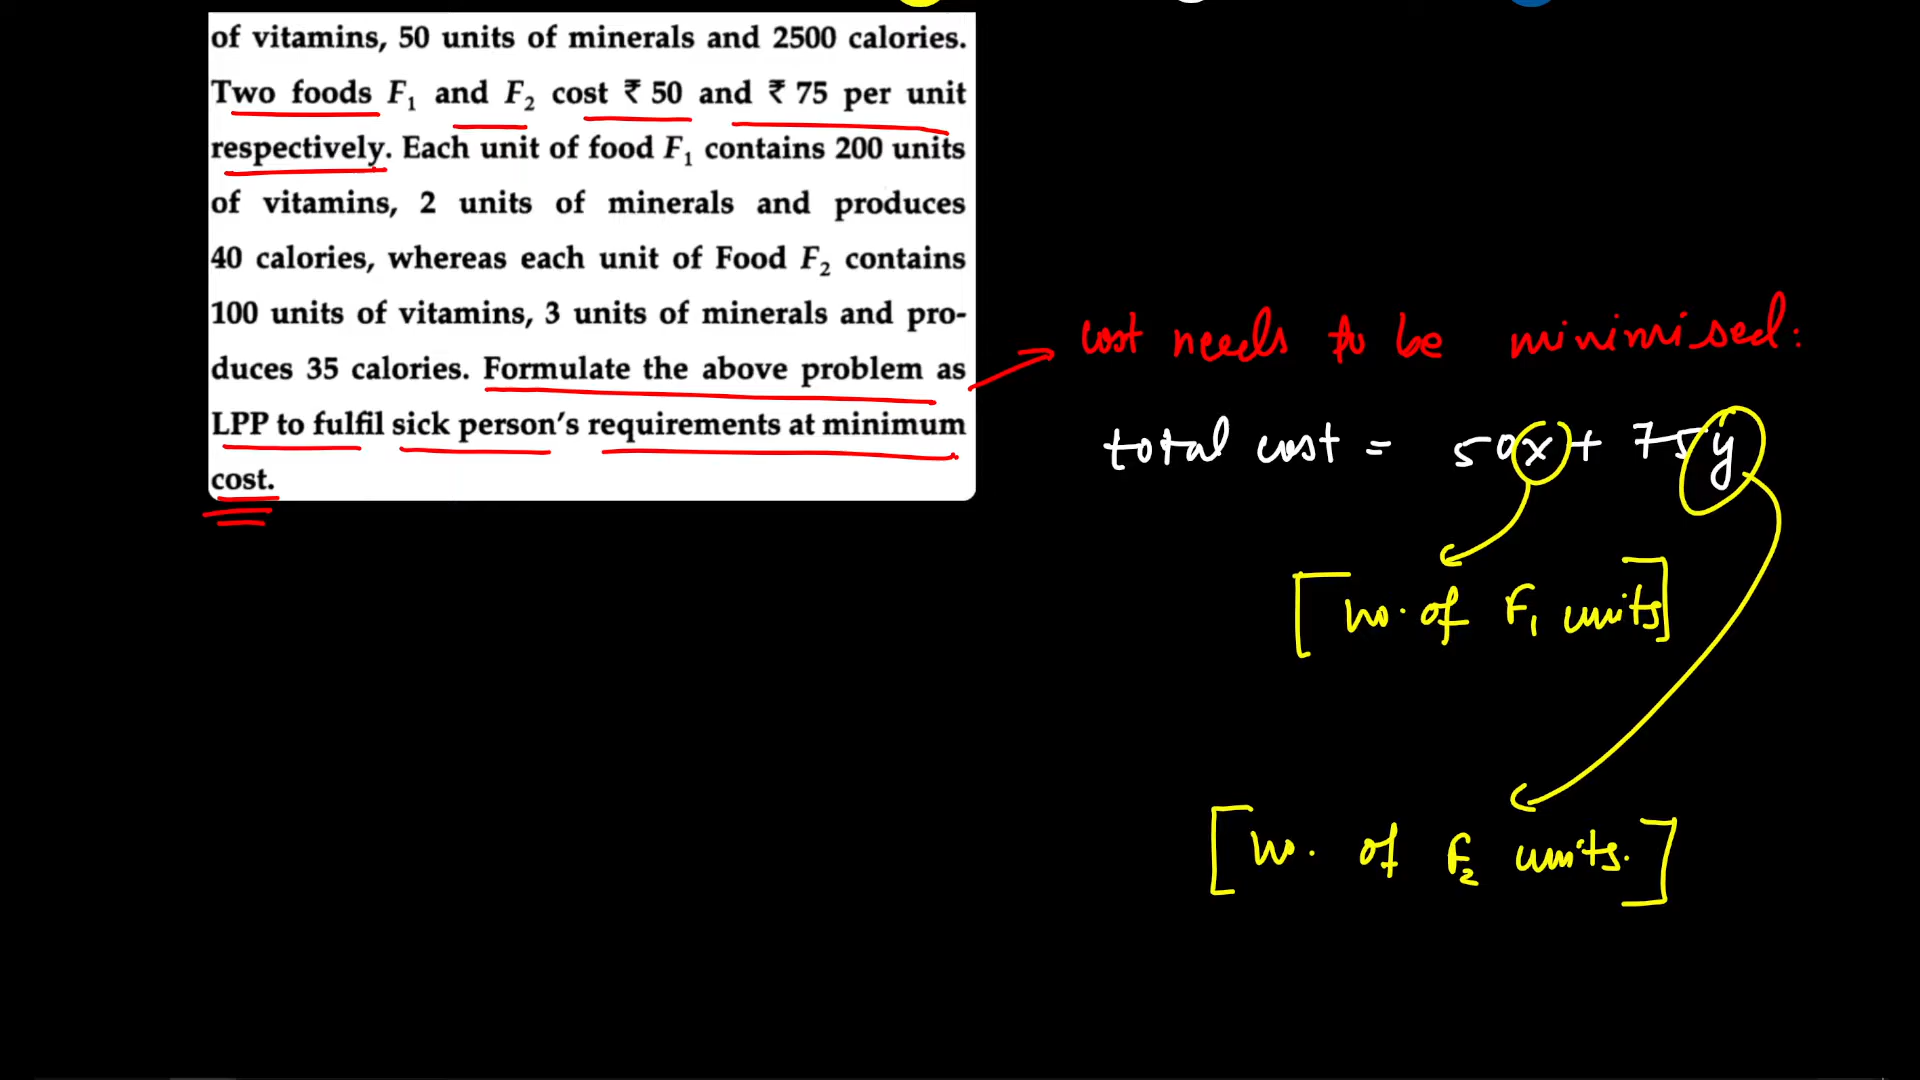 of vitamins, 50 units of minerals and 2500 calories.
Two foods F₁ and F₂ cost ₹ 50 and ₹ 75 per unit
respectively. Each unit of food F₁ contains 200 units
of vitamins, 2 units of minerals and produces
40 calories, whereas each unit of Food F₂ contains
100 units of vitamins, 3 units of minerals and pro-
duces 35 calories. Formulate the above problem as
LPP to fulfil sick person's requirements at minimum
cost.
cost needs to be minimised:
total cost = 50x + 75y
[no. of F₁ units]
[no. of F₂ units.]